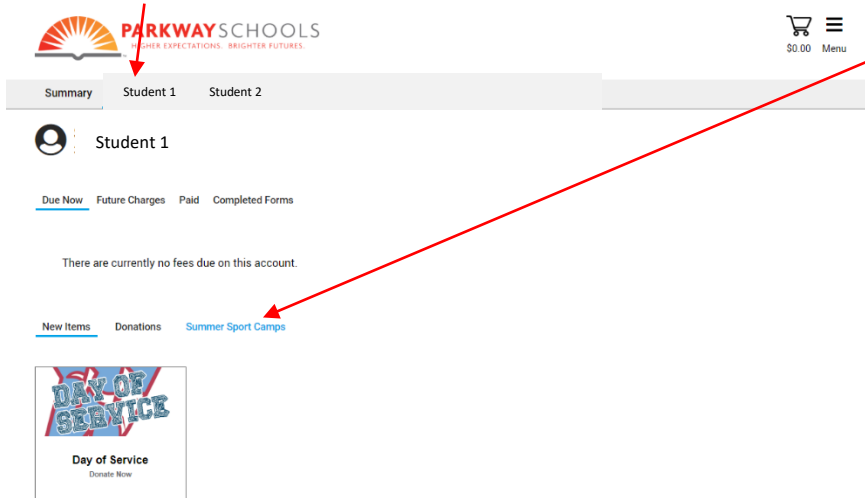 PARKWAY SCHOOLS
HIGHER EXPECTATIONS. BRIGHTER FUTURES.
$0.00 Menu
Summary Student 1 Student 2
Student 1
Due Now Future Charges Paid Completed Forms
There are currently no fees due on this account.
New Items Donations Summer Sport Camps
DAY OF
SERVICE
Day of Service
Donate Now